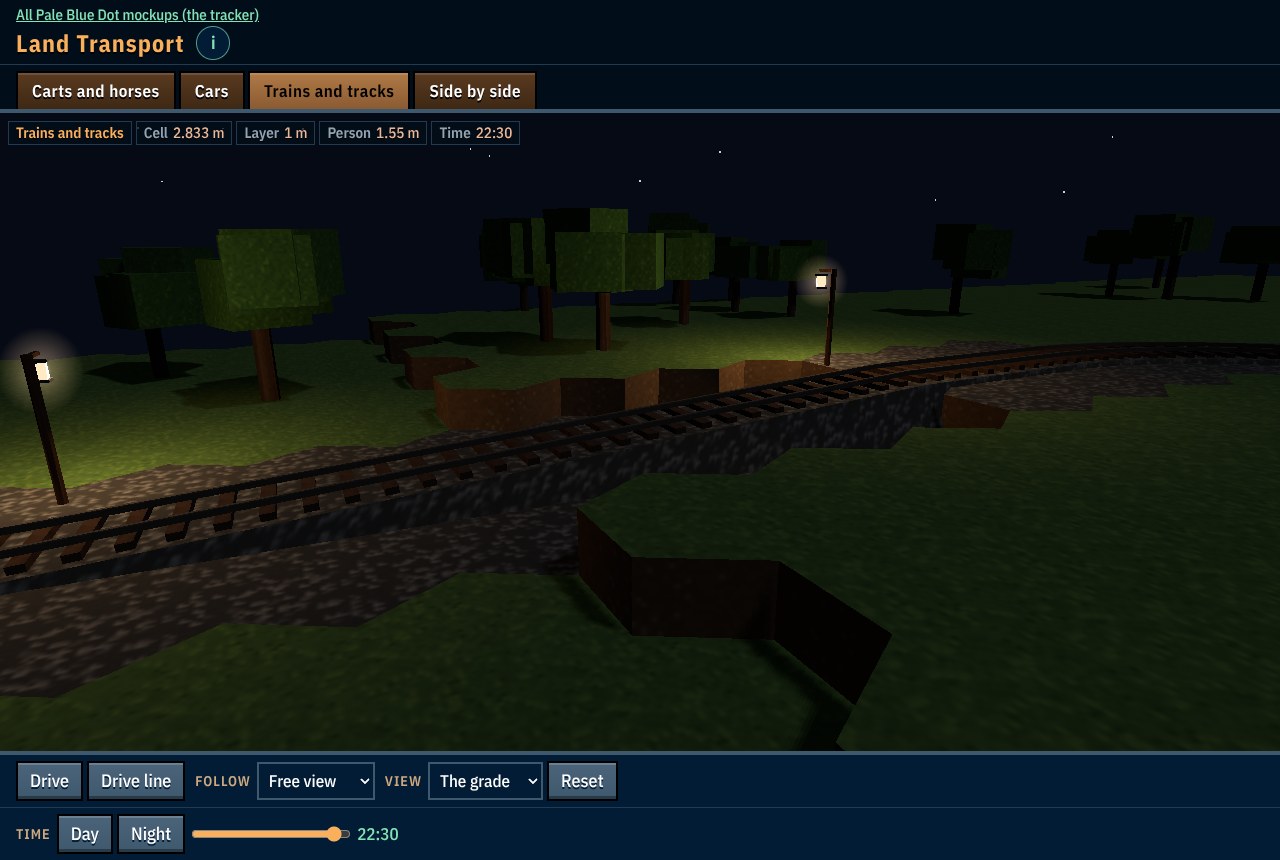 All Pale Blue Dot mockups (the tracker)
Land Transport i
Carts and horses Cars Trains and tracks Side by side
Trains and tracks Cell 2.833 m Layer 1 m Person 1.55 m Time 22:30
Drive Drive line FOLLOW Free view VIEW The grade Reset
TIME Day Night 22:30